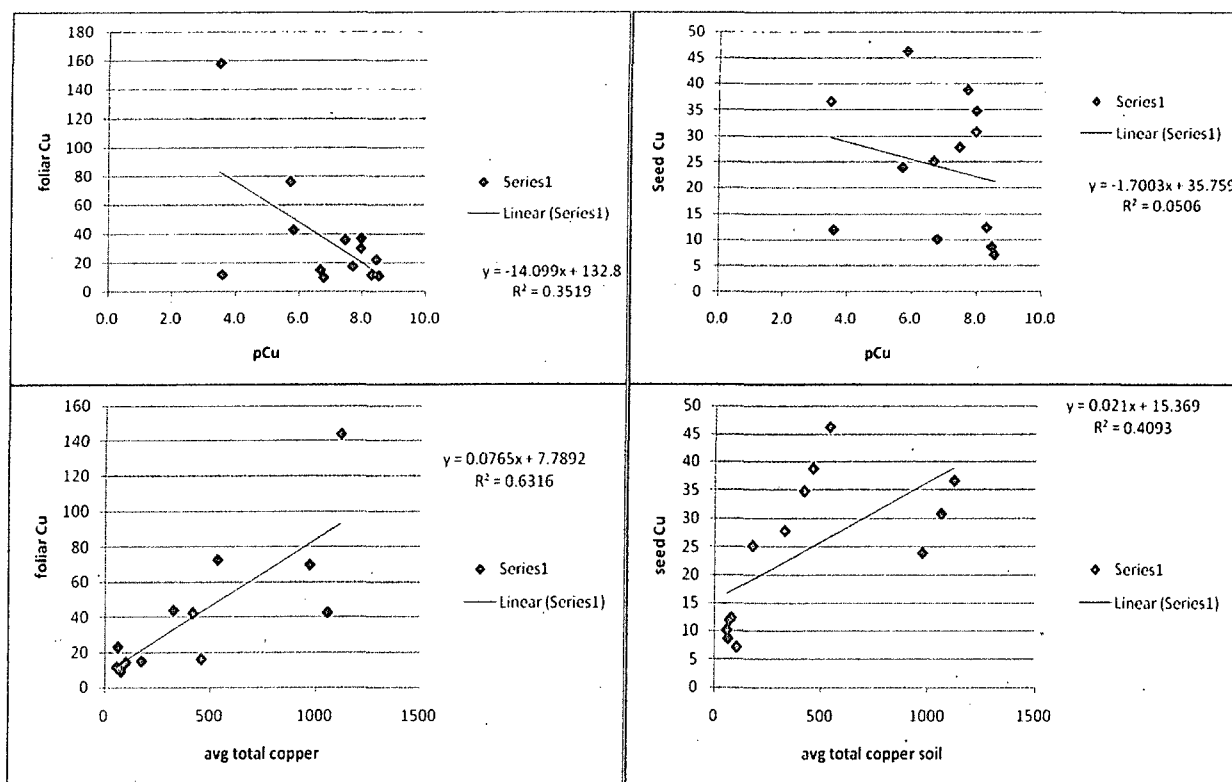 180
160
140
120
100
80
60
40
20
0
foliar Cu
0.0 2.0 4.0 6.0 8.0 10.0
pCu
Series1
Linear (Series1)
y = -14.099x + 132.8
R² = 0.3519
50
45
40
35
30
25
20
15
10
5
0
Seed Cu
0.0 2.0 4.0 6.0 8.0 10.0
pCu
Series1
Linear (Series1)
y = -1.7003x + 35.759
R² = 0.0506
160
140
120
100
80
60
40
20
0
foliar Cu
0 500 1000 1500
avg total copper
y = 0.0765x + 7.7892
R² = 0.6316
Series1
Linear (Series1)
50
45
40
35
30
25
20
15
10
5
0
seed Cu
0 500 1000 1500
avg total copper soil
y = 0.021x + 15.369
R² = 0.4093
Series1
Linear (Series1)